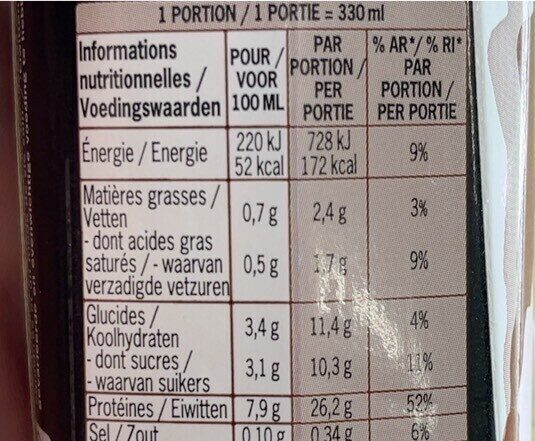 1 PORTION / 1 PORTIE = 330 ml
Informations nutritionnelles / Voedingswaarden POUR / VOOR 100 ML PAR PORTION / PER PORTIE % AR*/ % RI* PAR PORTION / PER PORTIE
Énergie / Energie 220 kJ 52 kcal 728 kJ 172 kcal 9%
Matières grasses / Vetten 0,7 g 2,4 g 3%
- dont acides gras saturés / - waarvan verzadigde vetzuren 0,5 g 1,7 g 9%
Glucides / Koolhydraten 3,4 g 11,4 g 4%
- dont sucres / - waarvan suikers 3,1 g 10,3 g 11%
Protéines / Eiwitten 7,9 g 26,2 g 52%
Sel / Zout 0,10 g 0,34 g 6%